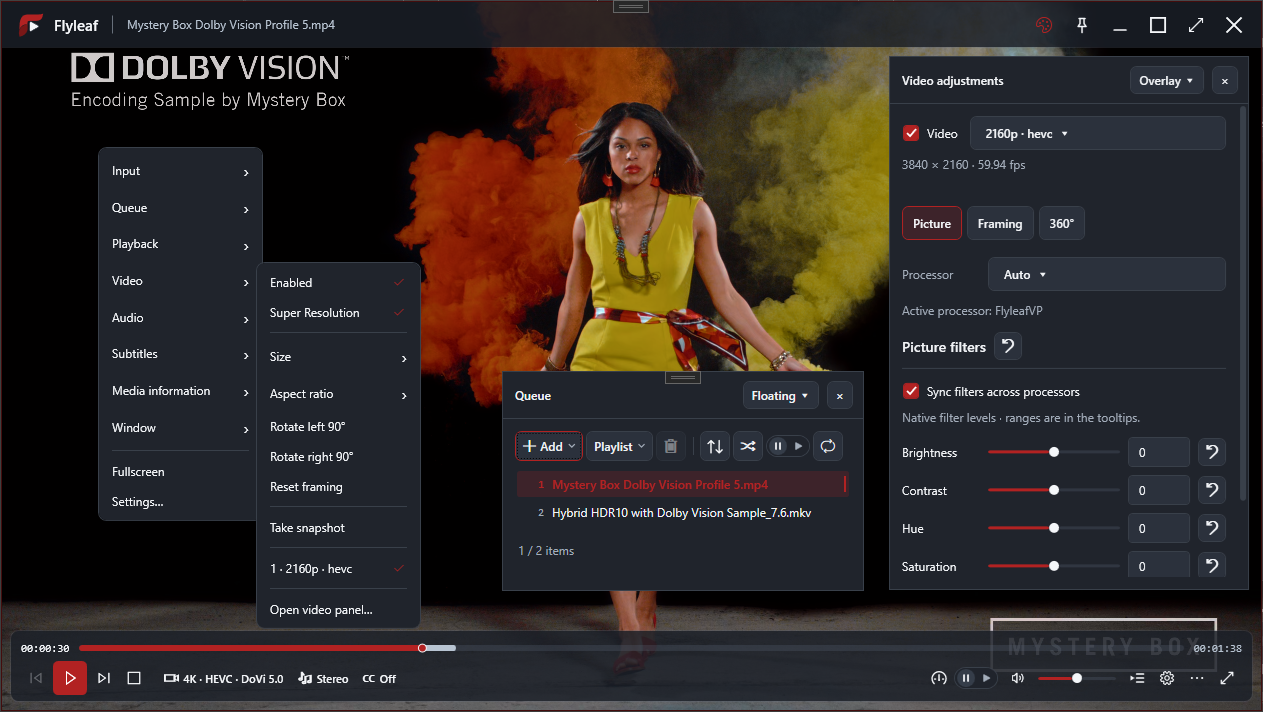 Flyleaf
Mystery Box Dolby Vision Profile 5.mp4
DOLBY VISION™
Encoding Sample by Mystery Box
Input
Queue
Playback
Video
Audio
Subtitles
Media information
Window
Fullscreen
Settings...
Enabled
Super Resolution
Size
Aspect ratio
Rotate left 90°
Rotate right 90°
Reset framing
Take snapshot
1 · 2160p · hevc
Open video panel...
Queue
Floating
Add
Playlist
1 Mystery Box Dolby Vision Profile 5.mp4
2 Hybrid HDR10 with Dolby Vision Sample_7.6.mkv
1 / 2 items
Video adjustments
Overlay
Video
2160p · hevc
3840 × 2160 · 59.94 fps
Picture
Framing
360°
Processor
Auto
Active processor: FlyleafVP
Picture filters
Sync filters across processors
Native filter levels · ranges are in the tooltips.
Brightness
0
Contrast
0
Hue
0
Saturation
0
MYSTERY BOX
00:00:30
00:01:38
4K · HEVC · DoVi 5.0
Stereo
CC Off